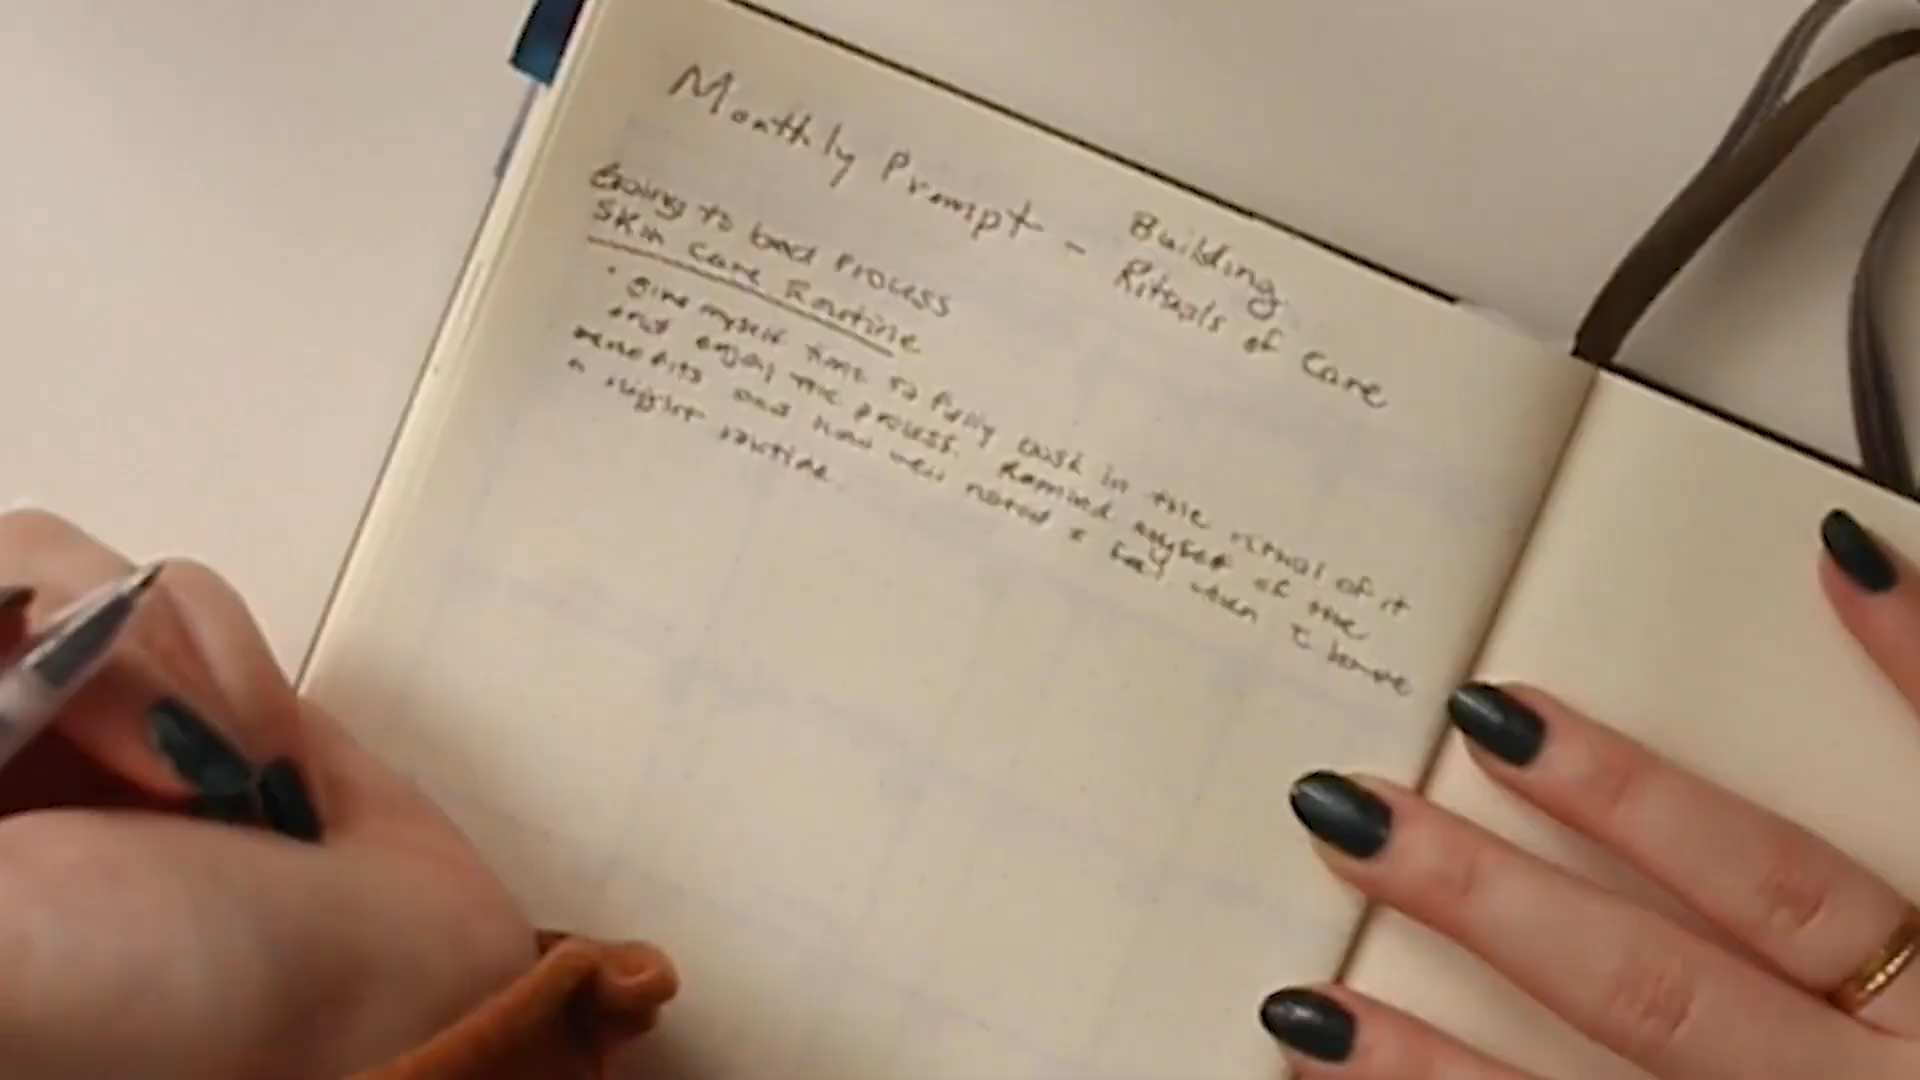 Monthly Prompt - Building
Rituals of Care
Going to bed process
Skin care Routine
• give myself time to fully bask in the ritual of it
and enjoy the process. Remind myself of the
benefits and how well rested I feel when I
a night routine.